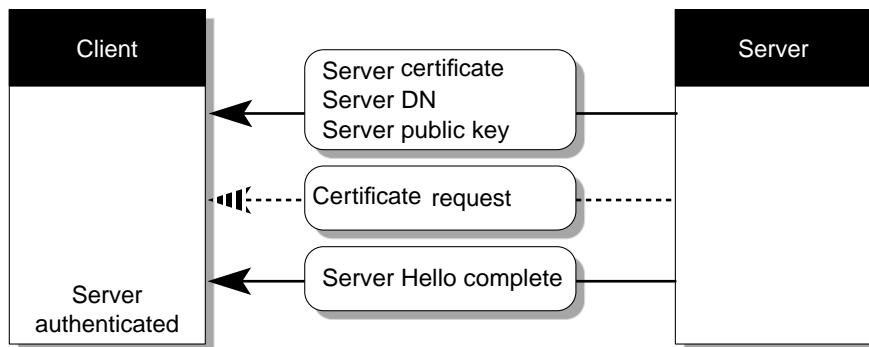 Client
Server
Server certificate
Server DN
Server public key
Certificate request
Server Hello complete
Server
authenticated